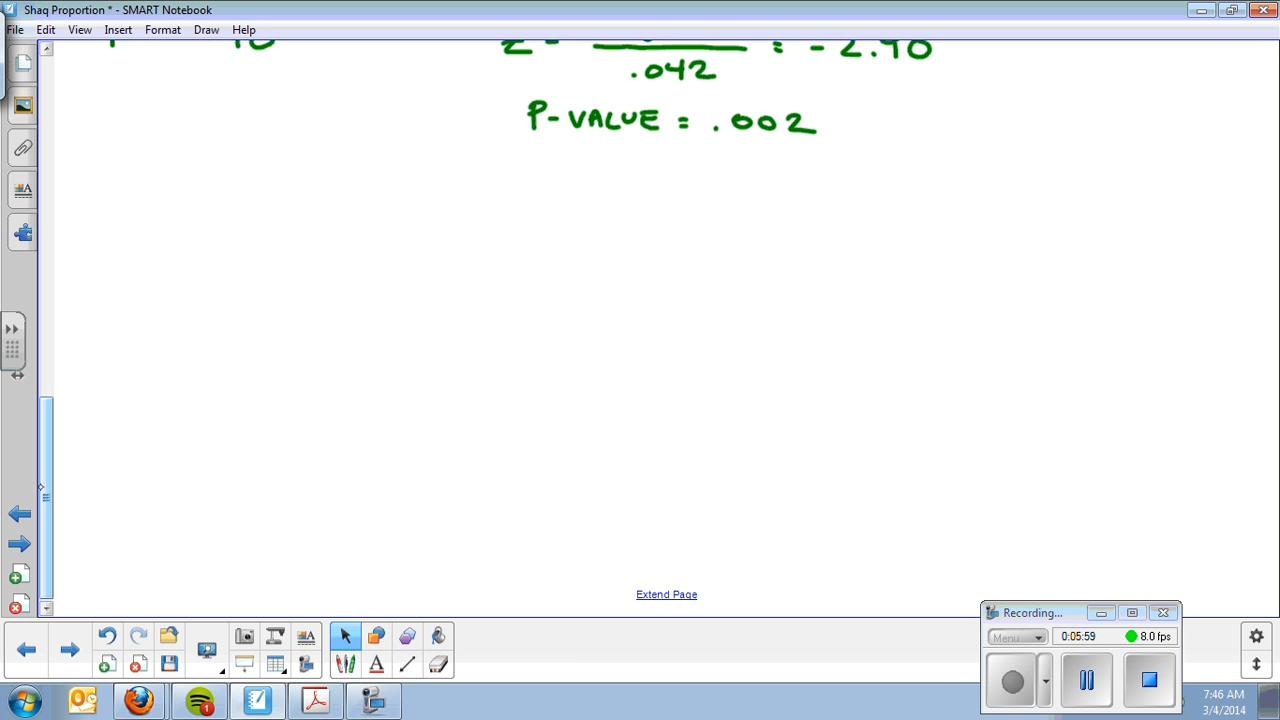 Shaq Proportion * - SMART Notebook
File Edit View Insert Format Draw Help
= - 2.90
.042
P-VALUE = .002
Extend Page
Recording...
Menu
0:05:59
8.0 fps
A
1
7:46 AM
3/4/2014